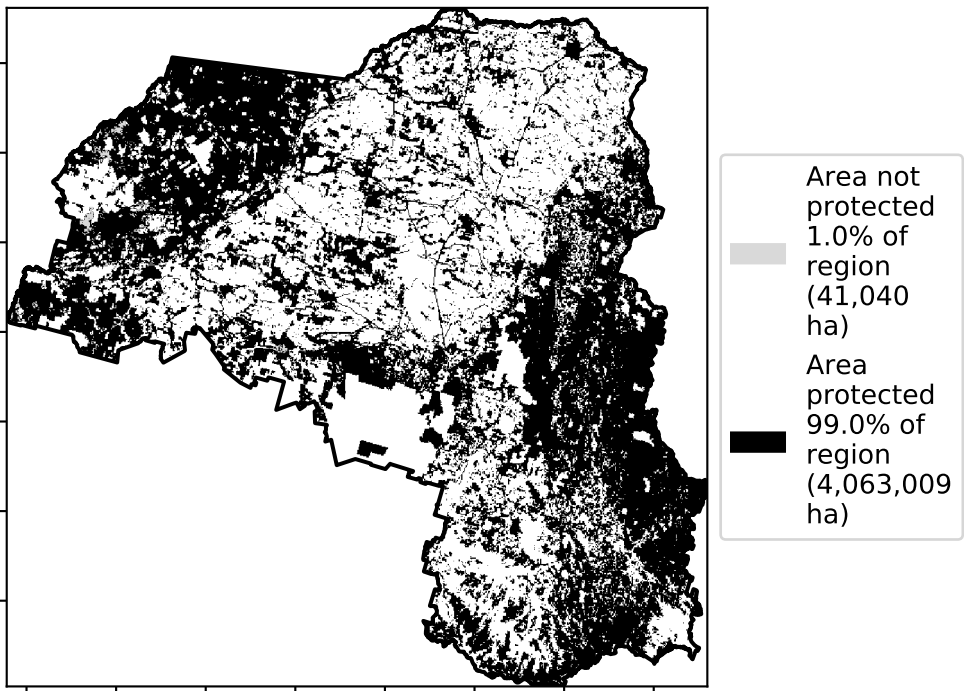 Area not
protected
1.0% of
region
(41,040
ha)
Area
protected
99.0% of
region
(4,063,009
ha)